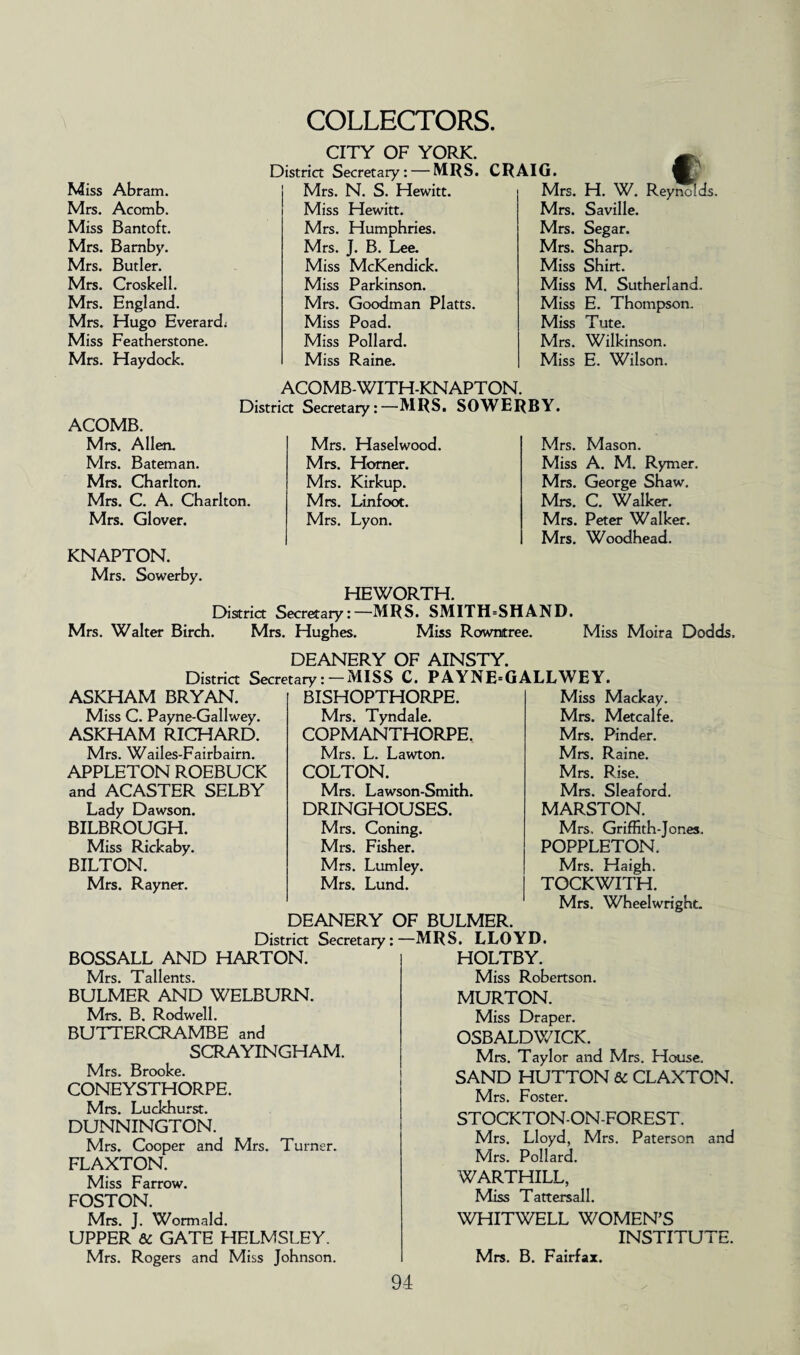 COLLECTORS.
CITY OF YORK.
District Secretary:—MRS. CRAIG.
Miss Abram.
Mrs. Acomb.
Miss Bantoft.
Mrs. Barnby.
Mrs. Butler.
Mrs. Croskell.
Mrs. England.
Mrs. Hugo Everard.
Miss Featherstone.
Mrs. Haydock.
Mrs. N. S. Hewitt.
Miss Hewitt.
Mrs. Humphries.
Mrs. J. B. Lee.
Miss McKendick.
Miss Parkinson.
Mrs. Goodman Platts.
Miss Poad.
Miss Pollard.
Miss Raine.
Mrs. H. W. Reynolds.
Mrs. Saville.
Mrs. Segar.
Mrs. Sharp.
Miss Shirt.
Miss M. Sutherland.
Miss E. Thompson.
Miss Tute.
Mrs. Wilkinson.
Miss E. Wilson.
ACOMB-WITH-KNAPTON.
District Secretary:—MRS. SOWERBY.
ACOMB.
Mrs. Allen.
Mrs. Bateman.
Mrs. Charlton.
Mrs. C. A. Charlton.
Mrs. Glover.
Mrs. Haselwood.
Mrs. Horner.
Mrs. Kirkup.
Mrs. Linfoot.
Mrs. Lyon.
Mrs. Mason.
Miss A. M. Rymer.
Mrs. George Shaw.
Mrs. C. Walker.
Mrs. Peter Walker.
Mrs. Woodhead.
KNAPTON.
Mrs. Sowerby.
HEWORTH.
District Secretary:—MRS. SMITH=SHAND.
Mrs. Walter Birch. Mrs. Hughes. Miss Rowntree. Miss Moira Dodds.
DEANERY OF AINSTY.
District Secretary:—MISS C. PAYNE=GALLWEY.
ASKHAM BRYAN.
Miss C. Payne-Gallwey.
ASKHAM RICHARD.
Mrs. Wailes-Fairbairn.
APPLETON ROEBUCK
and ACASTER SELBY
Lady Dawson.
BILBROUGH.
Miss Rickaby.
BILTON.
Mrs. Rayner.
BISHOPTHORPE.
Mrs. Tyndale.
COPMANTHORPE.
Mrs. L. Lawton.
COLTON.
Mrs. Lawson-Smith.
DRINGHOUSES.
Mrs. Coning.
Mrs. Fisher.
Mrs. Lumley.
Mrs. Lund.
Miss Mackay.
Mrs. Metcalfe.
Mrs. Pinder.
Mrs. Raine.
Mrs. Rise.
Mrs. Sleaford.
MARSTON.
Mrs. Griffith-Jones.
POPPLETON.
Mrs. Haigh.
TOCKWITH.
Mrs. Wheelwright.
DEANERY OF BULMER.
District Secretary:—MRS. LLOYD.
BOSSALL AND HARTON.
Mrs. Tallents.
BULMER AND WELBURN.
Mrs. B. Rodwell.
BUTTERCRAMBE and
SCRAYINGHAM.
Mrs. Brooke.
CONEYSTHORPE.
Mrs. Luckhurst.
DUNNINGTON.
Mrs. Cooper and Mrs. Turner.
FLAXTON.
Miss Farrow.
FOSTON.
Mrs. J. Wormald.
UPPER & GATE HELMSLEY.
Mrs. Rogers and Miss Johnson.
HOLTBY.
Miss Robertson.
MURTON.
Miss Draper.
OSBALDWICK.
Mrs. Taylor and Mrs. House.
SAND HUTTON & CLAXTON.
Mrs. Foster.
STOCKTON-ON-FOREST.
Mrs. Lloyd, Mrs. Paterson and
Mrs. Pollard.
WARTHILL,
Miss Tattersall.
WHITWELL WOMEN'S
INSTITUTE.
Mrs. B. Fairfax.
94